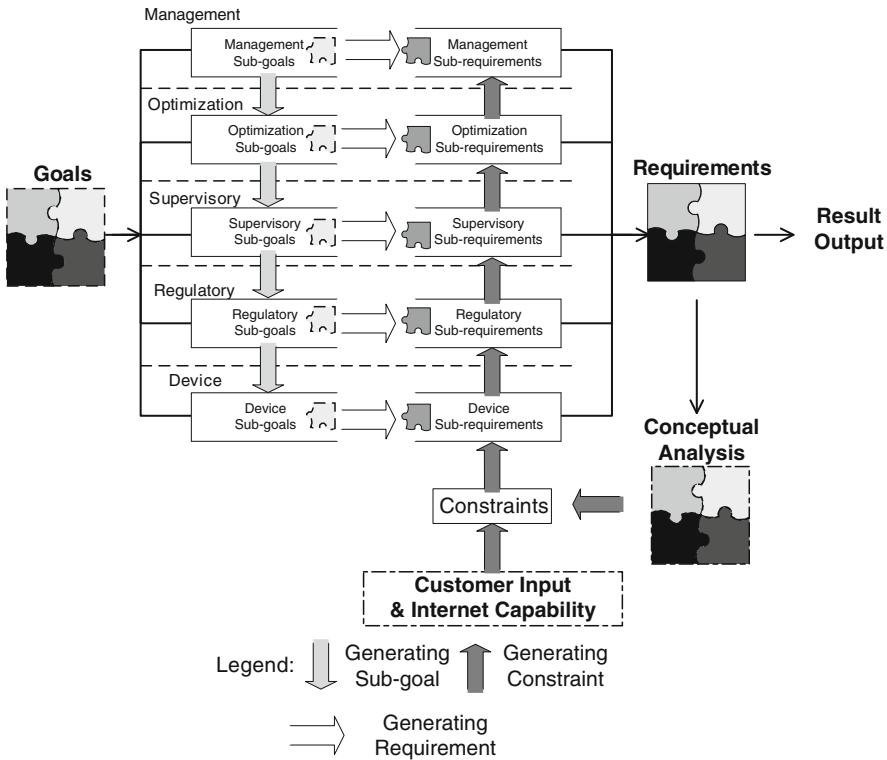 Management
Management
Sub-goals
Management
Sub-requirements
Optimization
Optimization
Sub-goals
Optimization
Sub-requirements
Goals
Requirements
Supervisory
Supervisory
Sub-goals
Supervisory
Sub-requirements
Result
Output
Regulatory
Regulatory
Sub-goals
Regulatory
Sub-requirements
Device
Device
Sub-goals
Device
Sub-requirements
Conceptual
Analysis
Constraints
Customer Input
& Internet Capability
Legend:
Generating
Sub-goal
Generating
Constraint
Generating
Requirement